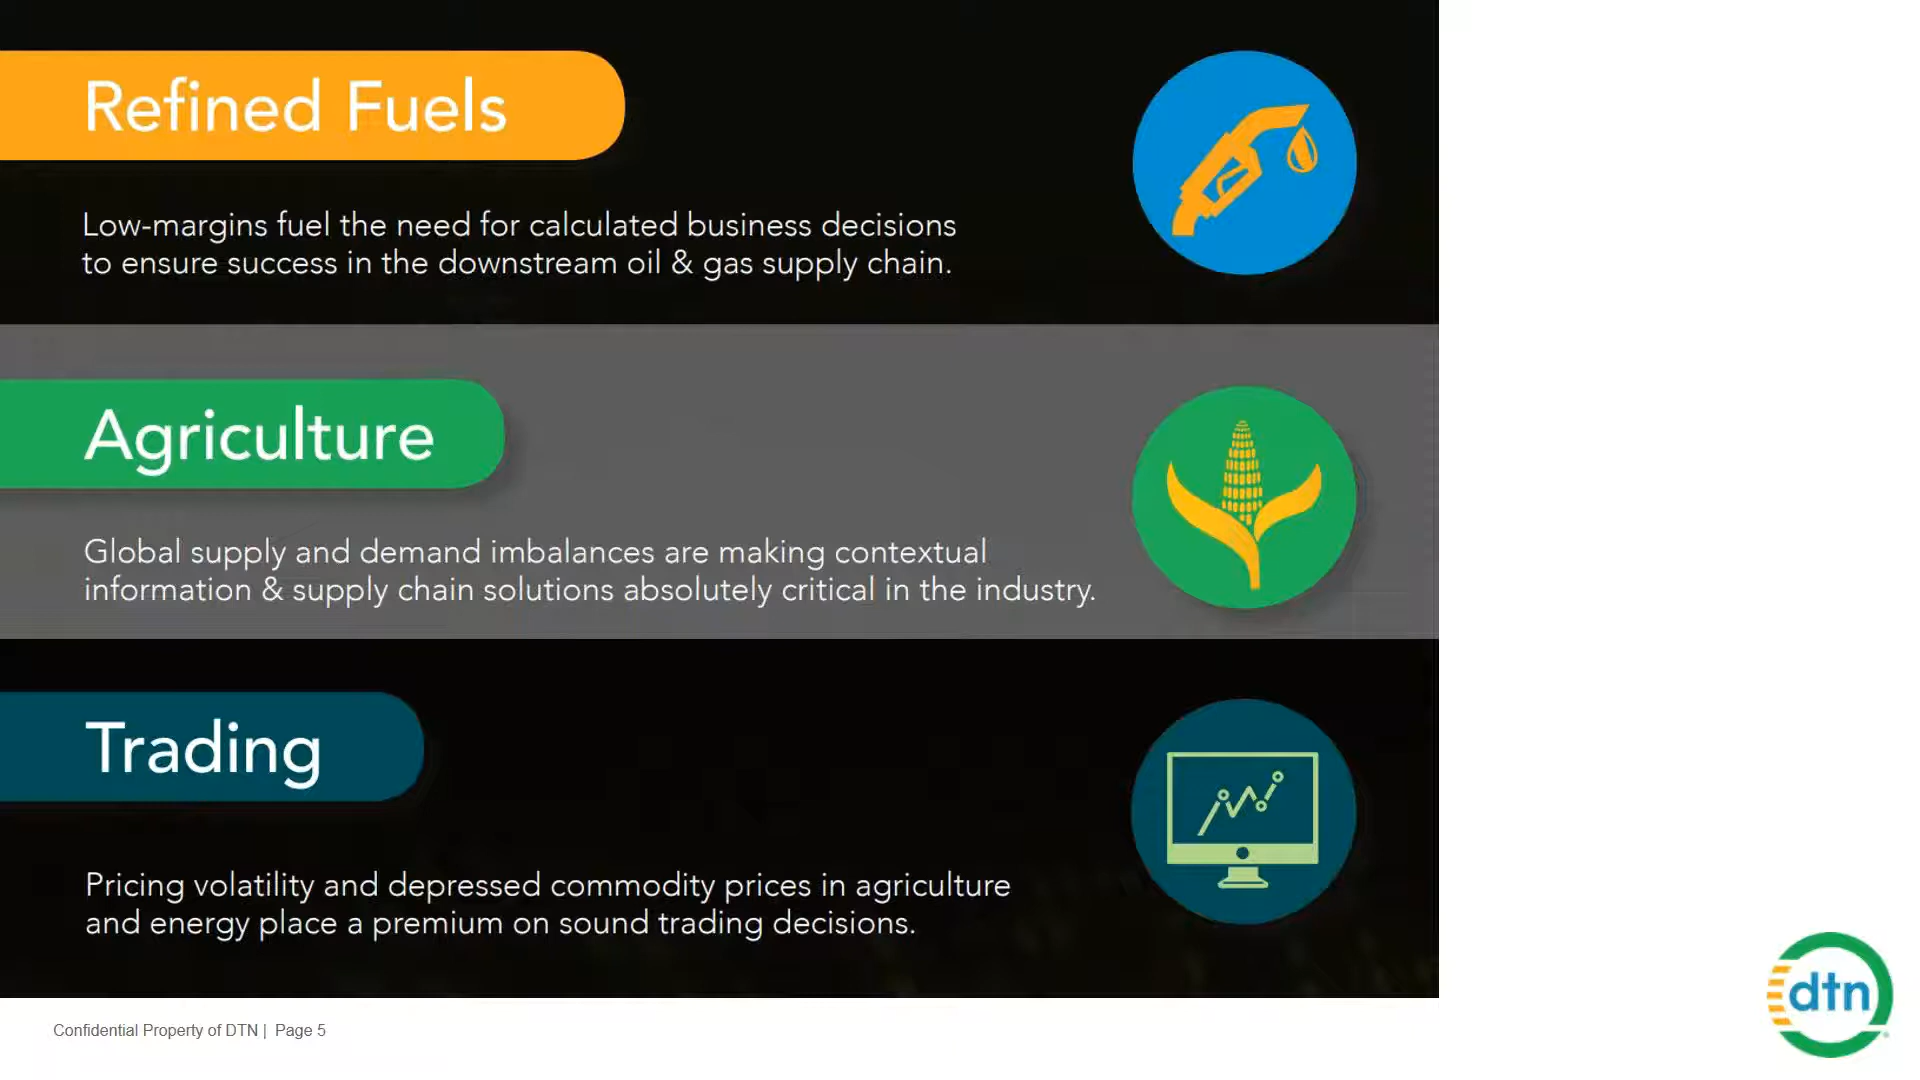 Refined Fuels
Low-margins fuel the need for calculated business decisions
to ensure success in the downstream oil & gas supply chain.
Agriculture
Global supply and demand imbalances are making contextual
information & supply chain solutions absolutely critical in the industry.
Trading
Pricing volatility and depressed commodity prices in agriculture
and energy place a premium on sound trading decisions.
Confidential Property of DTN | Page 5
dtn